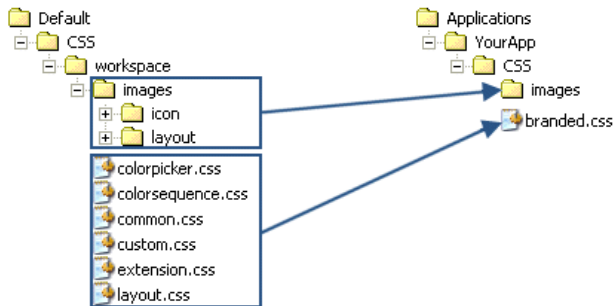 Default
CSS
workspace
images
icon
layout
colorpicker.css
colorsequence.css
common.css
custom.css
extension.css
layout.css
Applications
YourApp
CSS
images
branded.css